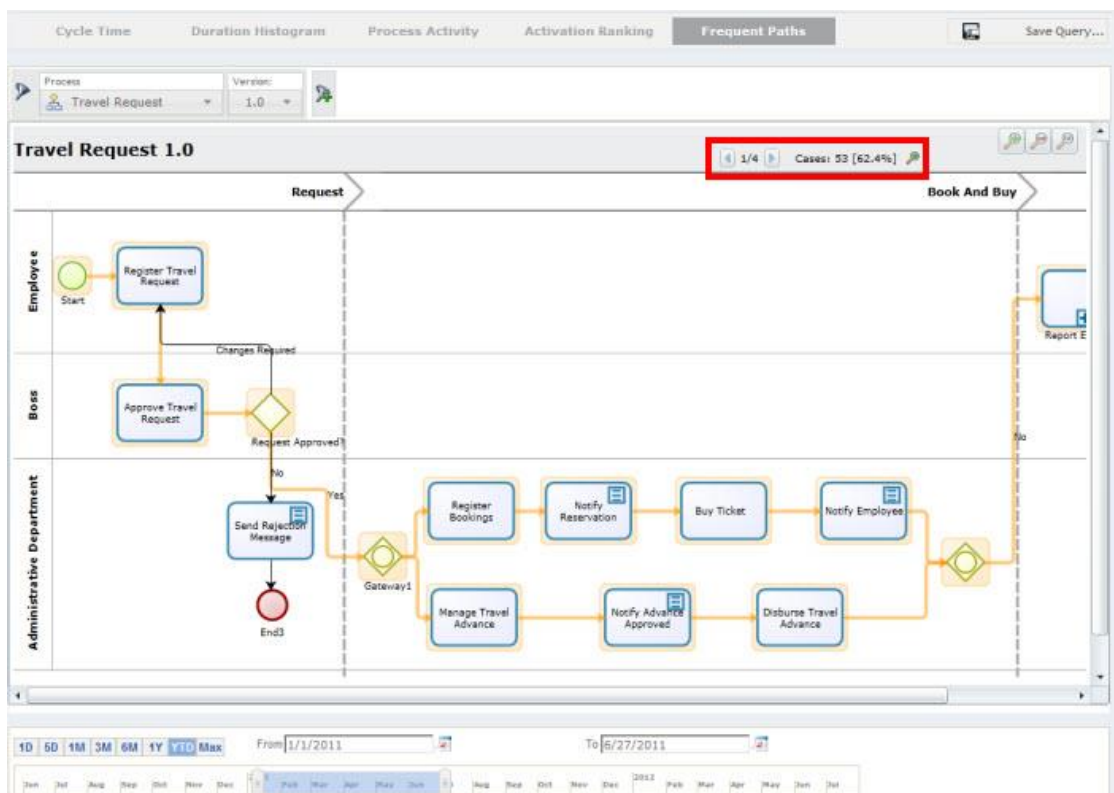 Cycle Time Duration Histogram Process Activity Activation Ranking Frequent Paths Save Query...
Process Version:
Travel Request 1.0
Travel Request 1.0
1/4 Cases: 53 [62.4%]
Request Book And Buy
Employee
Start
Register Travel
Request
Report E
Changes Required
Boss
Approve Travel
Request
Request Approved?
No
No
Yes
Administrative Department
Send Rejection
Message
End3
Gateway1
Register
Bookings
Notify
Reservation
Buy Ticket
Notify Employee
Manage Travel
Advance
Notify Advance
Approved
Disburse Travel
Advance
1D 5D 1M 3M 6M 1Y YTD Max From 1/1/2011 To 6/27/2011
Jun Jul Aug Sep Oct Nov Dec Feb Mar Apr May Jun Aug Sep Oct Nov Dec 2012 Feb Mar Apr May Jun Jul